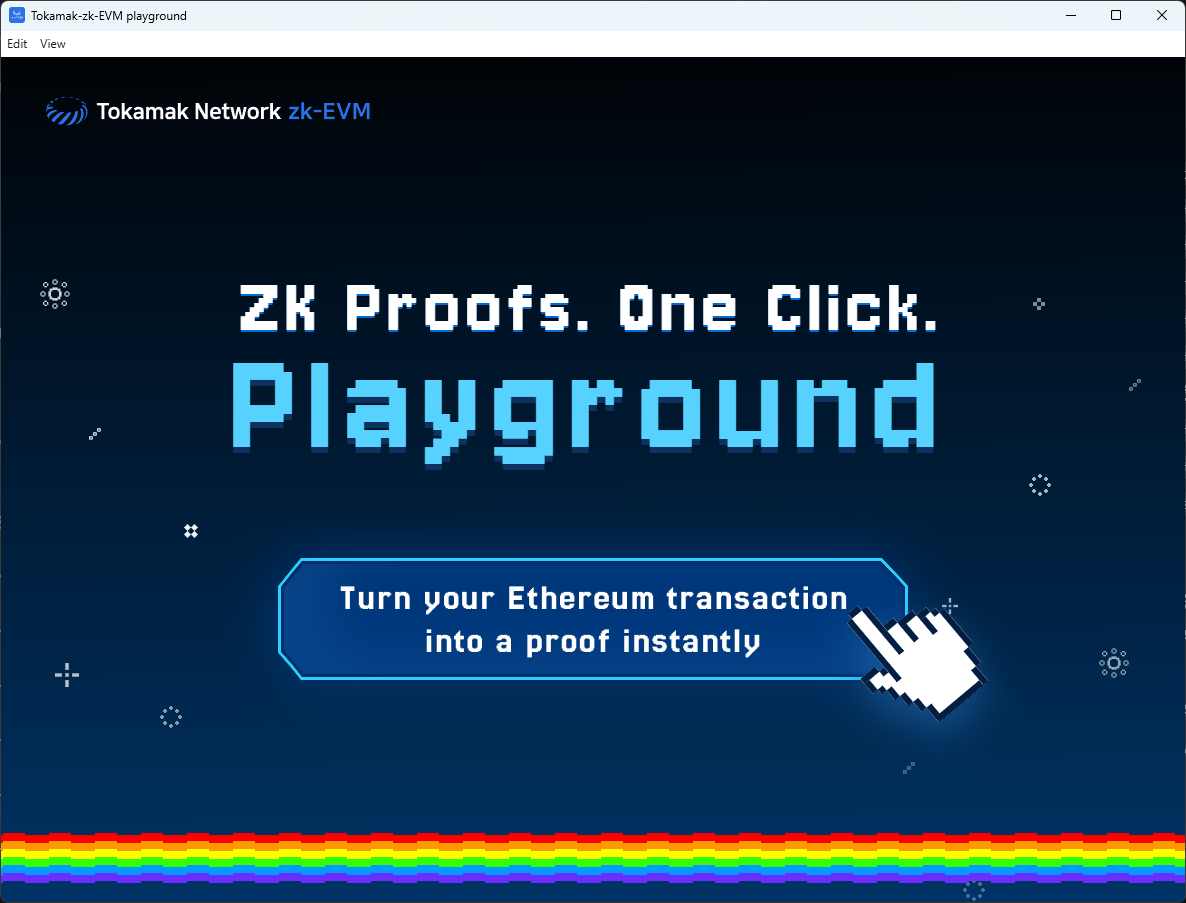 Tokamak-zk-EVM playground
Edit View
Tokamak Network zk-EVM
ZK Proofs. One Click.
Playground
Turn your Ethereum transaction
into a proof instantly